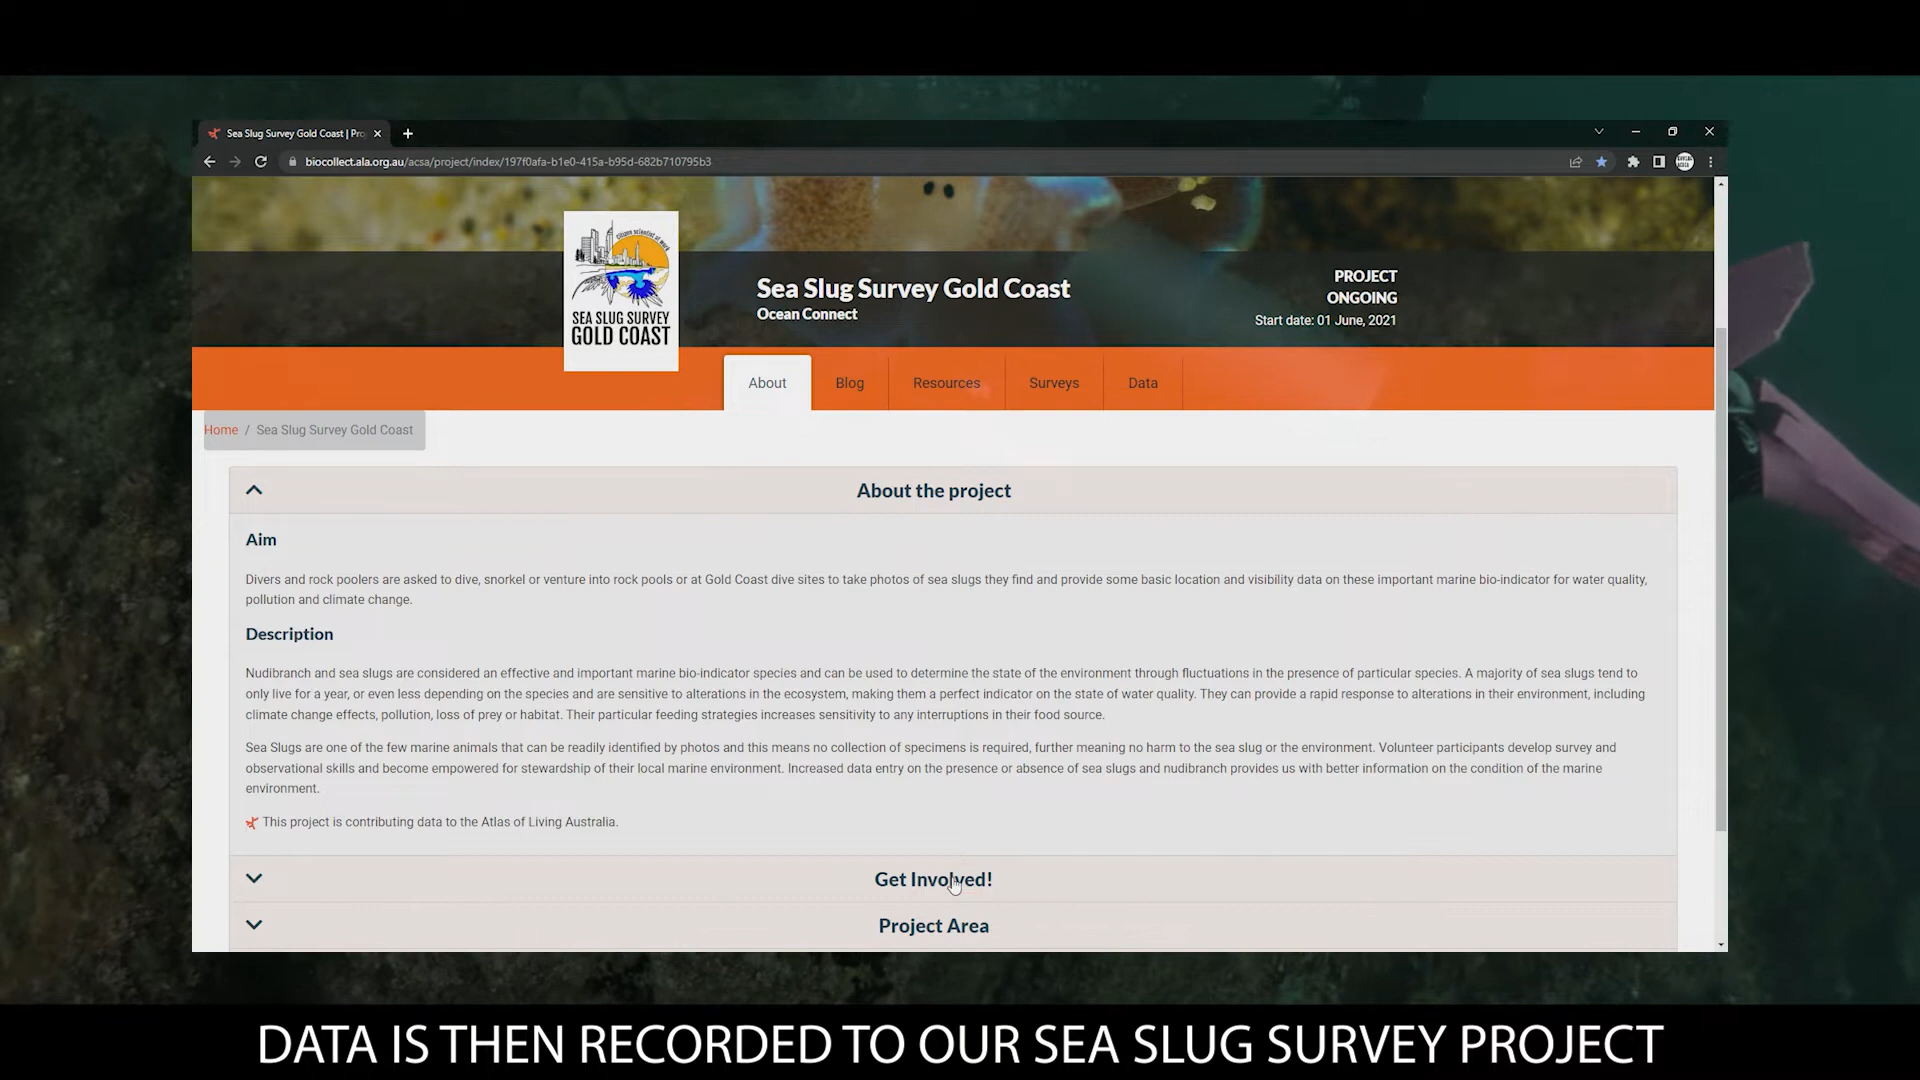 Sea Slug Survey Gold Coast | Pro
biocollect.ala.org.au/acsa/project/index/197f0afa-b1e0-415a-b95d-682b710795b3
Citizen scientist at work
SEA SLUG SURVEY
GOLD COAST
Sea Slug Survey Gold Coast
Ocean Connect
PROJECT
ONGOING
Start date: 01 June, 2021
About
Blog
Resources
Surveys
Data
Home / Sea Slug Survey Gold Coast
About the project
Aim
Divers and rock poolers are asked to dive, snorkel or venture into rock pools or at Gold Coast dive sites to take photos of sea slugs they find and provide some basic location and visibility data on these important marine bio-indicator for water quality,
pollution and climate change.
Description
Nudibranch and sea slugs are considered an effective and important marine bio-indicator species and can be used to determine the state of the environment through fluctuations in the presence of particular species. A majority of sea slugs tend to
only live for a year, or even less depending on the species and are sensitive to alterations in the ecosystem, making them a perfect indicator on the state of water quality. They can provide a rapid response to alterations in their environment, including
climate change effects, pollution, loss of prey or habitat. Their particular feeding strategies increases sensitivity to any interruptions in their food source.
Sea Slugs are one of the few marine animals that can be readily identified by photos and this means no collection of specimens is required, further meaning no harm to the sea slug or the environment. Volunteer participants develop survey and
observational skills and become empowered for stewardship of their local marine environment. Increased data entry on the presence or absence of sea slugs and nudibranch provides us with better information on the condition of the marine
environment.
This project is contributing data to the Atlas of Living Australia.
Get Involved!
Project Area
DATA IS THEN RECORDED TO OUR SEA SLUG SURVEY PROJECT